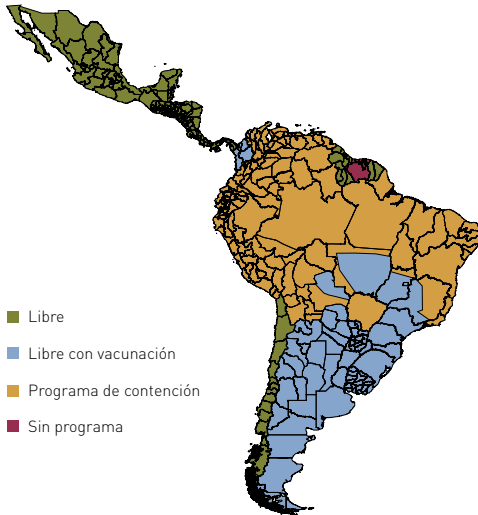 Libre
Libre con vacunación
Programa de contención
Sin programa